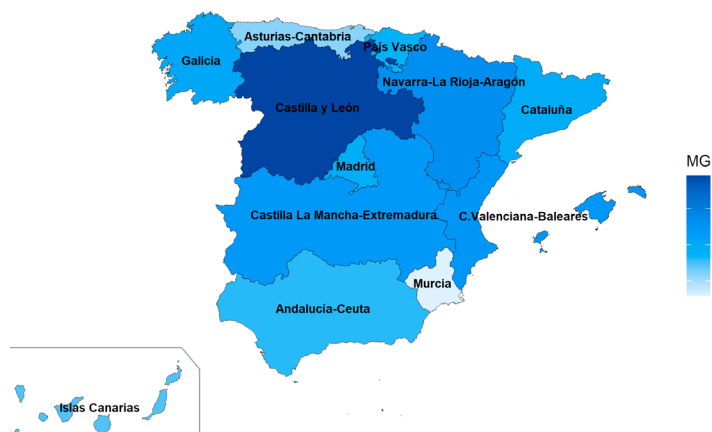 Asturias-Cantabria
País Vasco
Galicia
Navarra-La Rioja-Aragón
Castilla y León
Cataluña
MG
Madrid
Castilla La Mancha-Extremadura
C.Valenciana-Baleares
Murcia
Andalucía-Ceuta
Islas Canarias